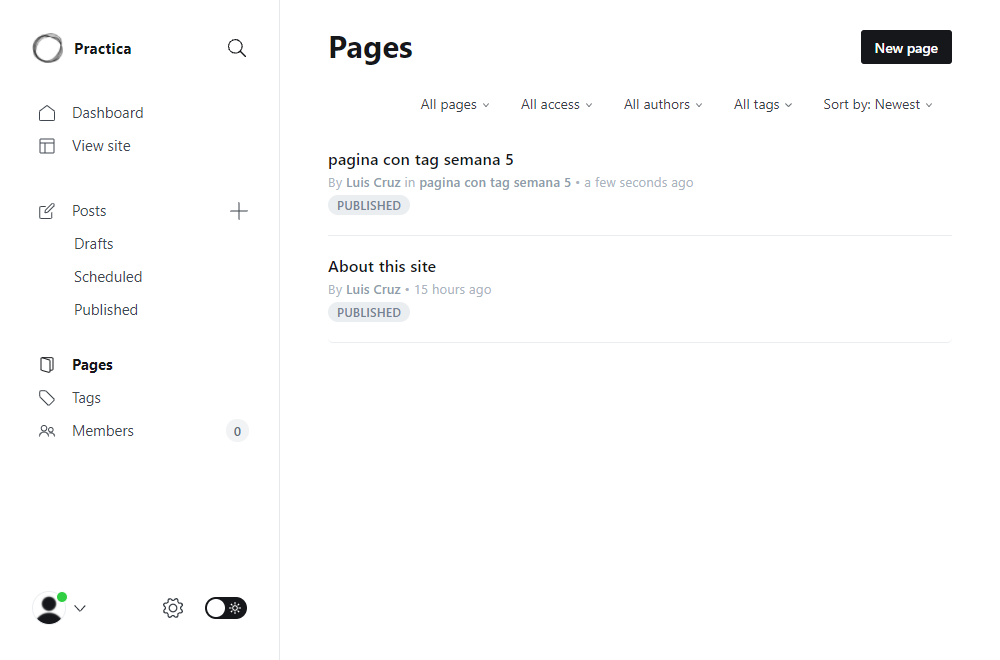 Practica
Dashboard
View site
Posts
Drafts
Scheduled
Published
Pages
Tags
Members 0
Pages
New page
All pages All access All authors All tags Sort by: Newest
pagina con tag semana 5
By Luis Cruz in pagina con tag semana 5 • a few seconds ago
PUBLISHED
About this site
By Luis Cruz • 15 hours ago
PUBLISHED